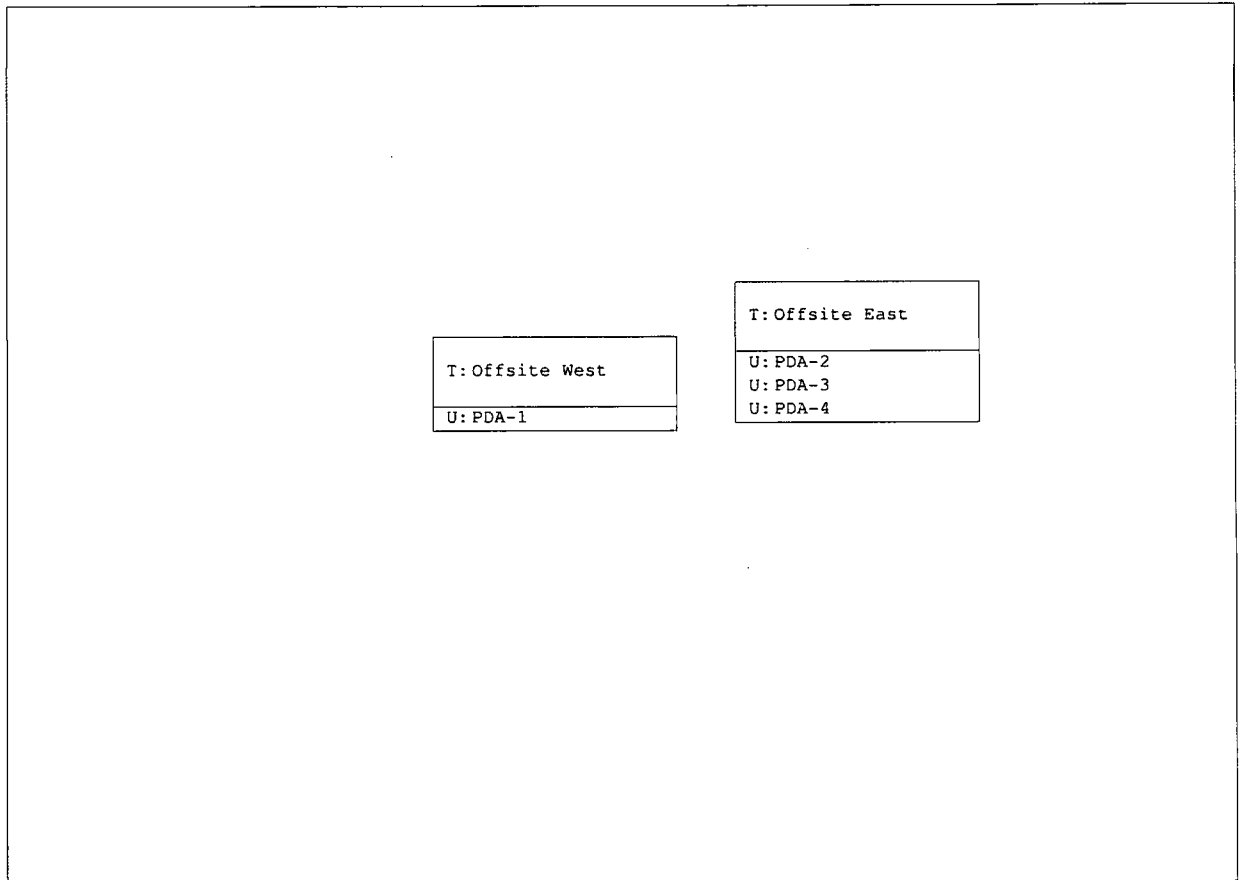 T: Offsite West
U: PDA-1
T: Offsite East
U: PDA-2
U: PDA-3
U: PDA-4